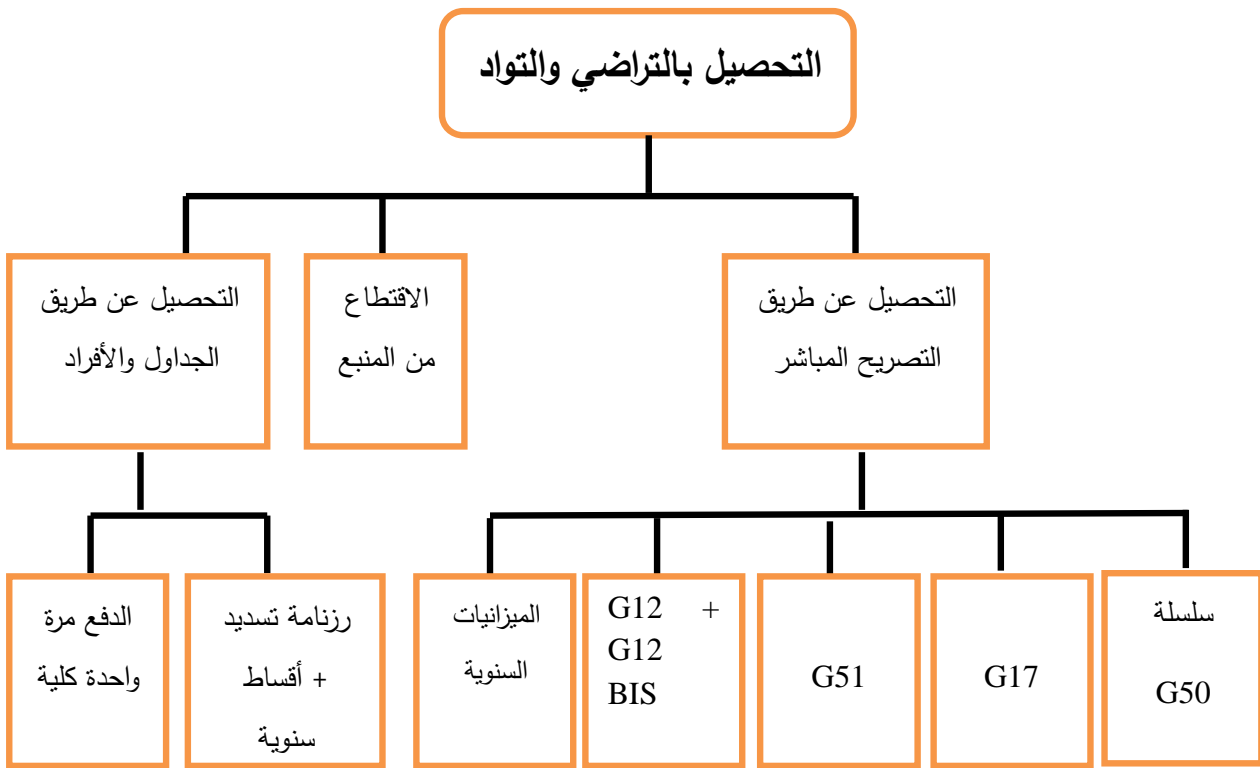 التحصيل بالتراضي والتواد
التحصيل عن طريق
التصريح المباشر
الاقتطاع
من المنبع
التحصيل عن طريق
الجداول والأفراد
سلسلة
G50
G17
G51
G12 +
G12
BIS
الميزانيات
السنوية
رزنامة تسديد
+ أقساط
سنوية
الدفع مرة
واحدة كلية